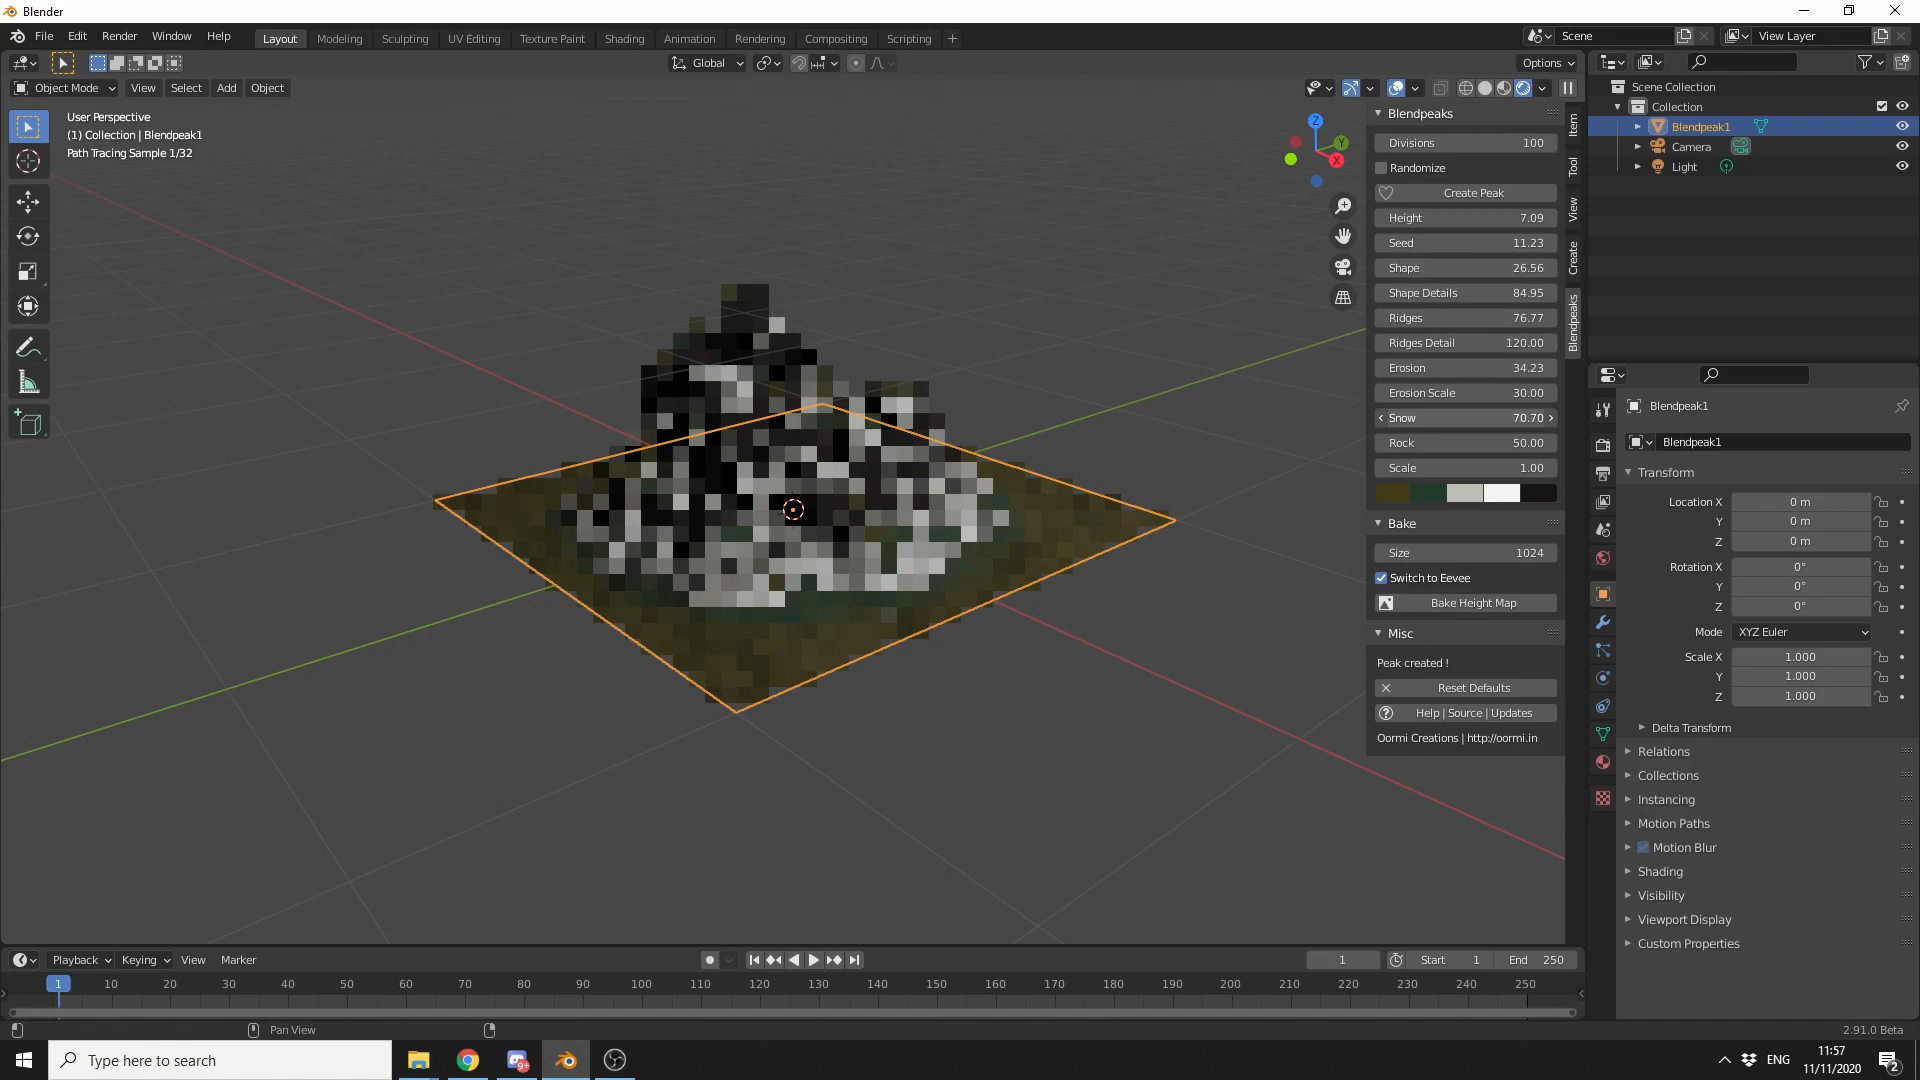 Blender
File Edit Render Window Help
Layout Modeling Sculpting UV Editing Texture Paint Shading Animation Rendering Compositing Scripting +
Scene
View Layer
Global
Options
Object Mode View Select Add Object
User Perspective
(1) Collection | Blendpeak1
Path Tracing Sample 1/32
Z
Y
X
Blendpeaks
Divisions 100
Randomize
Create Peak
Height 7.09
Seed 11.23
Shape 26.56
Shape Details 84.95
Ridges 76.77
Ridges Detail 120.00
Erosion 34.23
Erosion Scale 30.00
Snow 70.70
Rock 50.00
Scale 1.00
Bake
Size 1024
Switch to Eevee
Bake Height Map
Misc
Peak created !
Reset Defaults
Help | Source | Updates
Oormi Creations | http://oormi.in
Item
Tool
View
Create
Blendpeaks
Scene Collection
Collection
Blendpeak1
Camera
Light
Blendpeak1
Blendpeak1
Transform
Location X 0 m
Y 0 m
Z 0 m
Rotation X 0°
Y 0°
Z 0°
Mode XYZ Euler
Scale X 1.000
Y 1.000
Z 1.000
Delta Transform
Relations
Collections
Instancing
Motion Paths
Motion Blur
Shading
Visibility
Viewport Display
Custom Properties
Playback Keying View Marker
1 Start 1 End 250
1 10 20 30 40 50 60 70 80 90 100 110 120 130 140 150 160 170 180 190 200 210 220 230 240 250
Pan View
2.91.0 Beta
Type here to search
9+
ENG
11:57
11/11/2020
2